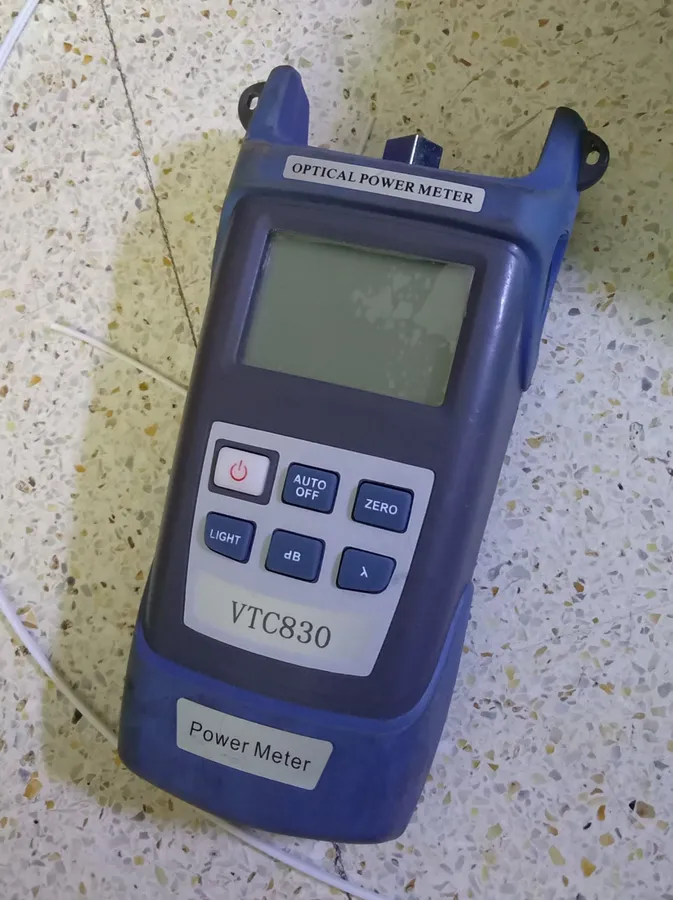 OPTICAL POWER METER
AUTO
OFF
ZERO
LIGHT
dB
λ
VTC830
Power Meter